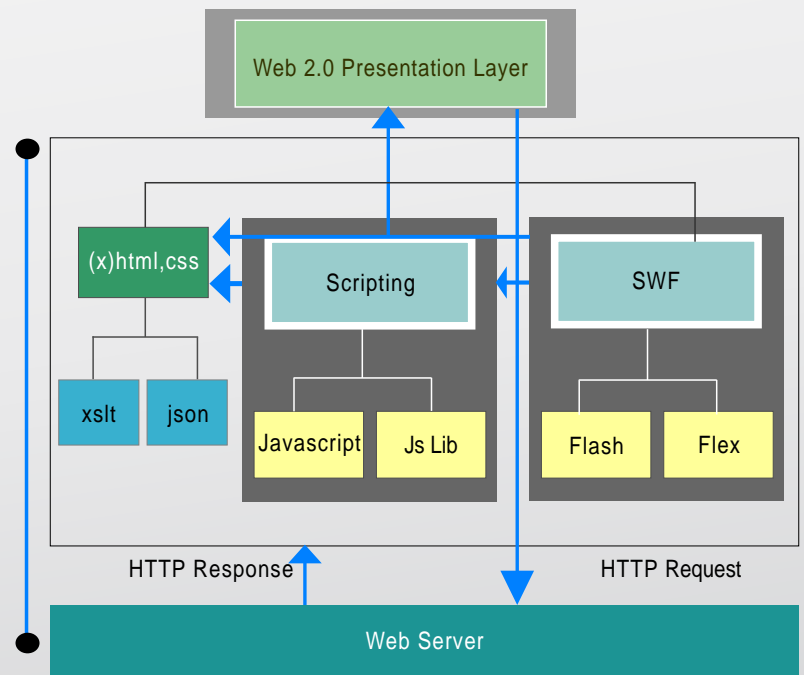 Web 2.0 Presentation Layer
(x)html,css
Scripting
SWF
xslt
json
Javascript
Js Lib
Flash
Flex
HTTP Response
HTTP Request
Web Server